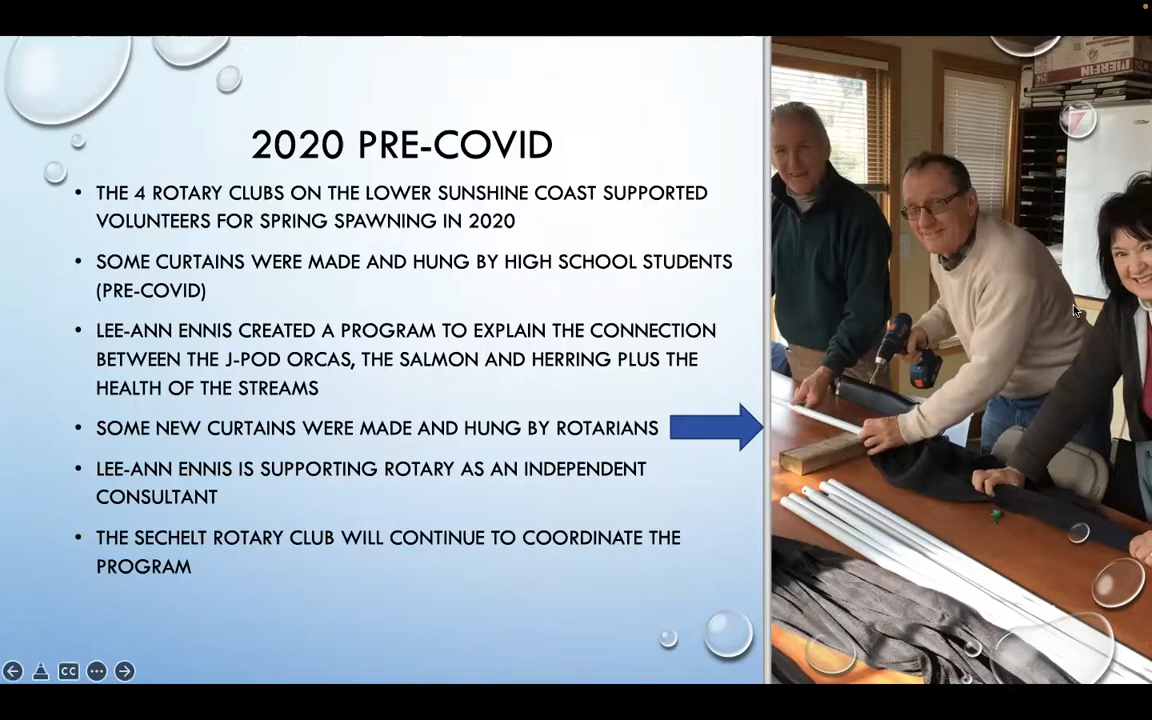 2020 PRE-COVID
• THE 4 ROTARY CLUBS ON THE LOWER SUNSHINE COAST SUPPORTED
VOLUNTEERS FOR SPRING SPAWNING IN 2020
• SOME CURTAINS WERE MADE AND HUNG BY HIGH SCHOOL STUDENTS
(PRE-COVID)
• LEE-ANN ENNIS CREATED A PROGRAM TO EXPLAIN THE CONNECTION
BETWEEN THE J-POD ORCAS, THE SALMON AND HERRING PLUS THE
HEALTH OF THE STREAMS
• SOME NEW CURTAINS WERE MADE AND HUNG BY ROTARIANS
• LEE-ANN ENNIS IS SUPPORTING ROTARY AS AN INDEPENDENT
CONSULTANT
• THE SECHELT ROTARY CLUB WILL CONTINUE TO COORDINATE THE
PROGRAM
CC
MERFIN